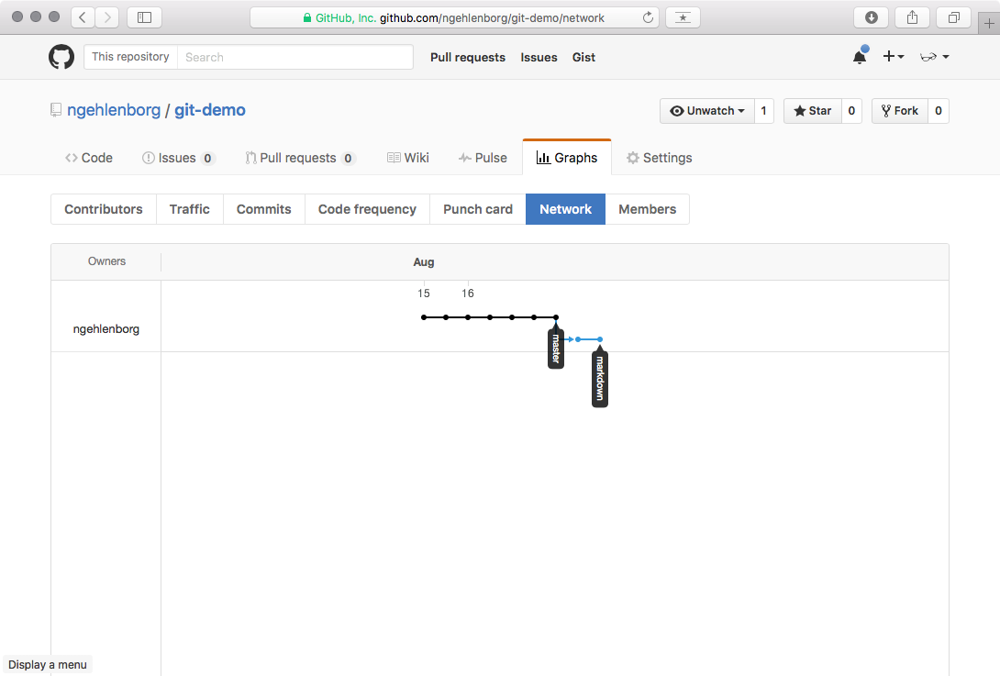 GitHub, Inc. github.com/ngehlenborg/git-demo/network
This repository Search Pull requests Issues Gist
ngehlenborg / git-demo Unwatch 1 Star 0 Fork 0
Code Issues 0 Pull requests 0 Wiki Pulse Graphs Settings
Contributors Traffic Commits Code frequency Punch card Network Members
Owners Aug
15 16
ngehlenborg
master
markdown
Display a menu